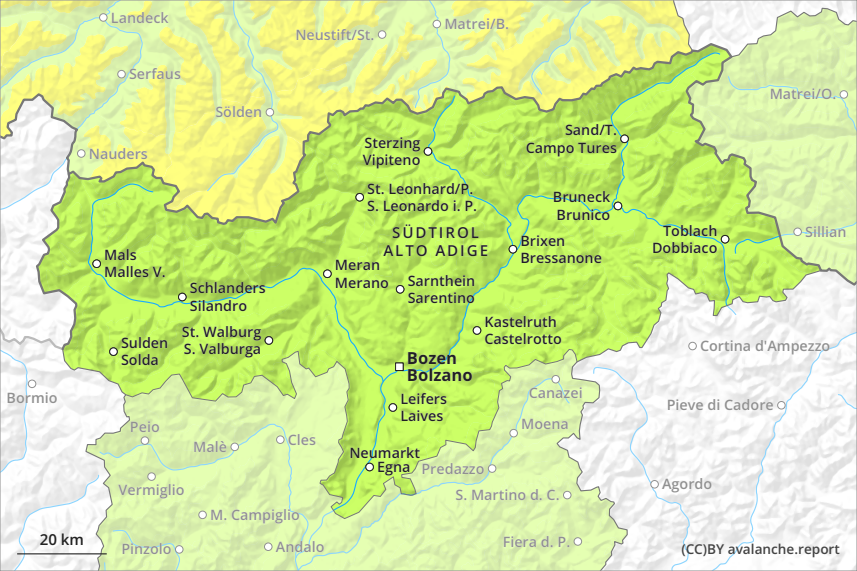 Landeck
Matrei/B.
Neustift/St.
Serfaus
Matrei/O.
Sölden
Sand/T.
Campo Tures
Sterzing
Vipiteno
Nauders
St. Leonhard/P.
S. Leonardo i. P.
Bruneck
Brunico
SÜDTIROL
ALTO ADIGE
Toblach
Dobbiaco
Sillian
Brixen
Bressanone
Mals
Malles V.
Meran
Merano
Sarnthein
Sarentino
Schlanders
Silandro
Kastelruth
Castelrotto
St. Walburg
S. Valburga
Sulden
Solda
Cortina d'Ampezzo
Bozen
Bolzano
Bormio
Canazei
Leifers
Laives
Pieve di Cadore
Peio
Moena
Cles
Malè
Neumarkt
Egna
Predazzo
Vermiglio
Agordo
S. Martino d. C.
M. Campiglio
20 km
Pinzolo
Andalo
Fiera d. P.
(CC)BY avalanche.report